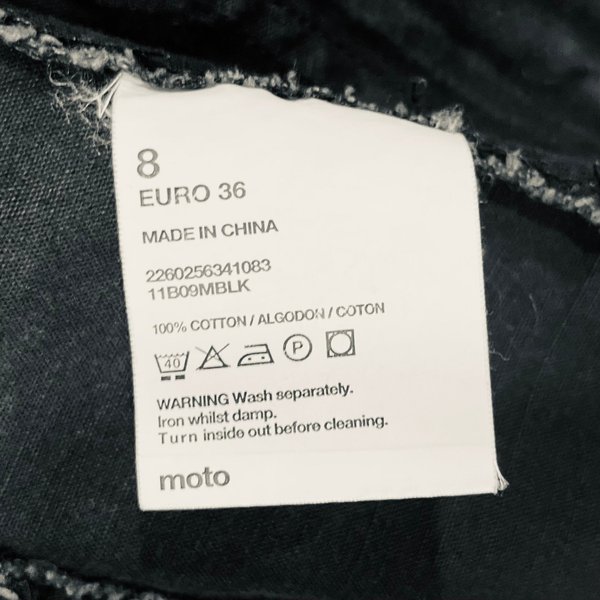 8
EURO 36
MADE IN CHINA
2260256341083
11B09MBLK
100% COTTON / ALGODON / COTON
40 P
WARNING Wash separately.
Iron whilst damp.
Turn inside out before cleaning.
moto